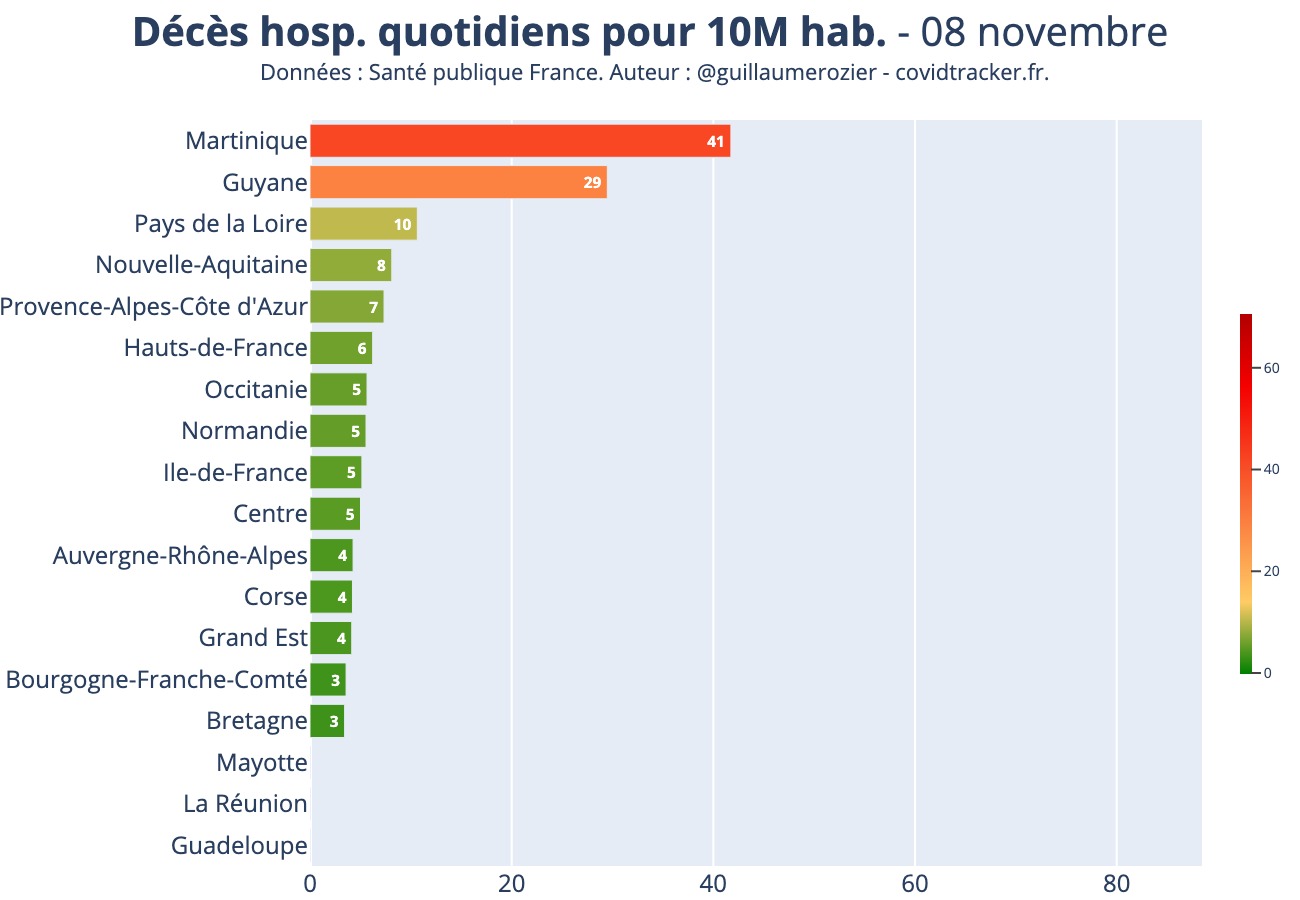 Décès hosp. quotidiens pour 10M hab. - 08 novembre
Données : Santé publique France. Auteur : @guillaumerozier - covidtracker.fr.
Martinique 41
Guyane 29
Pays de la Loire 10
Nouvelle-Aquitaine 8
Provence-Alpes-Côte d'Azur 7
Hauts-de-France 6
Occitanie 5
Normandie 5
Ile-de-France 5
Centre 5
Auvergne-Rhône-Alpes 4
Corse 4
Grand Est 4
Bourgogne-Franche-Comté 3
Bretagne 3
Mayotte
La Réunion
Guadeloupe
0 20 40 60 80
60
40
20
0